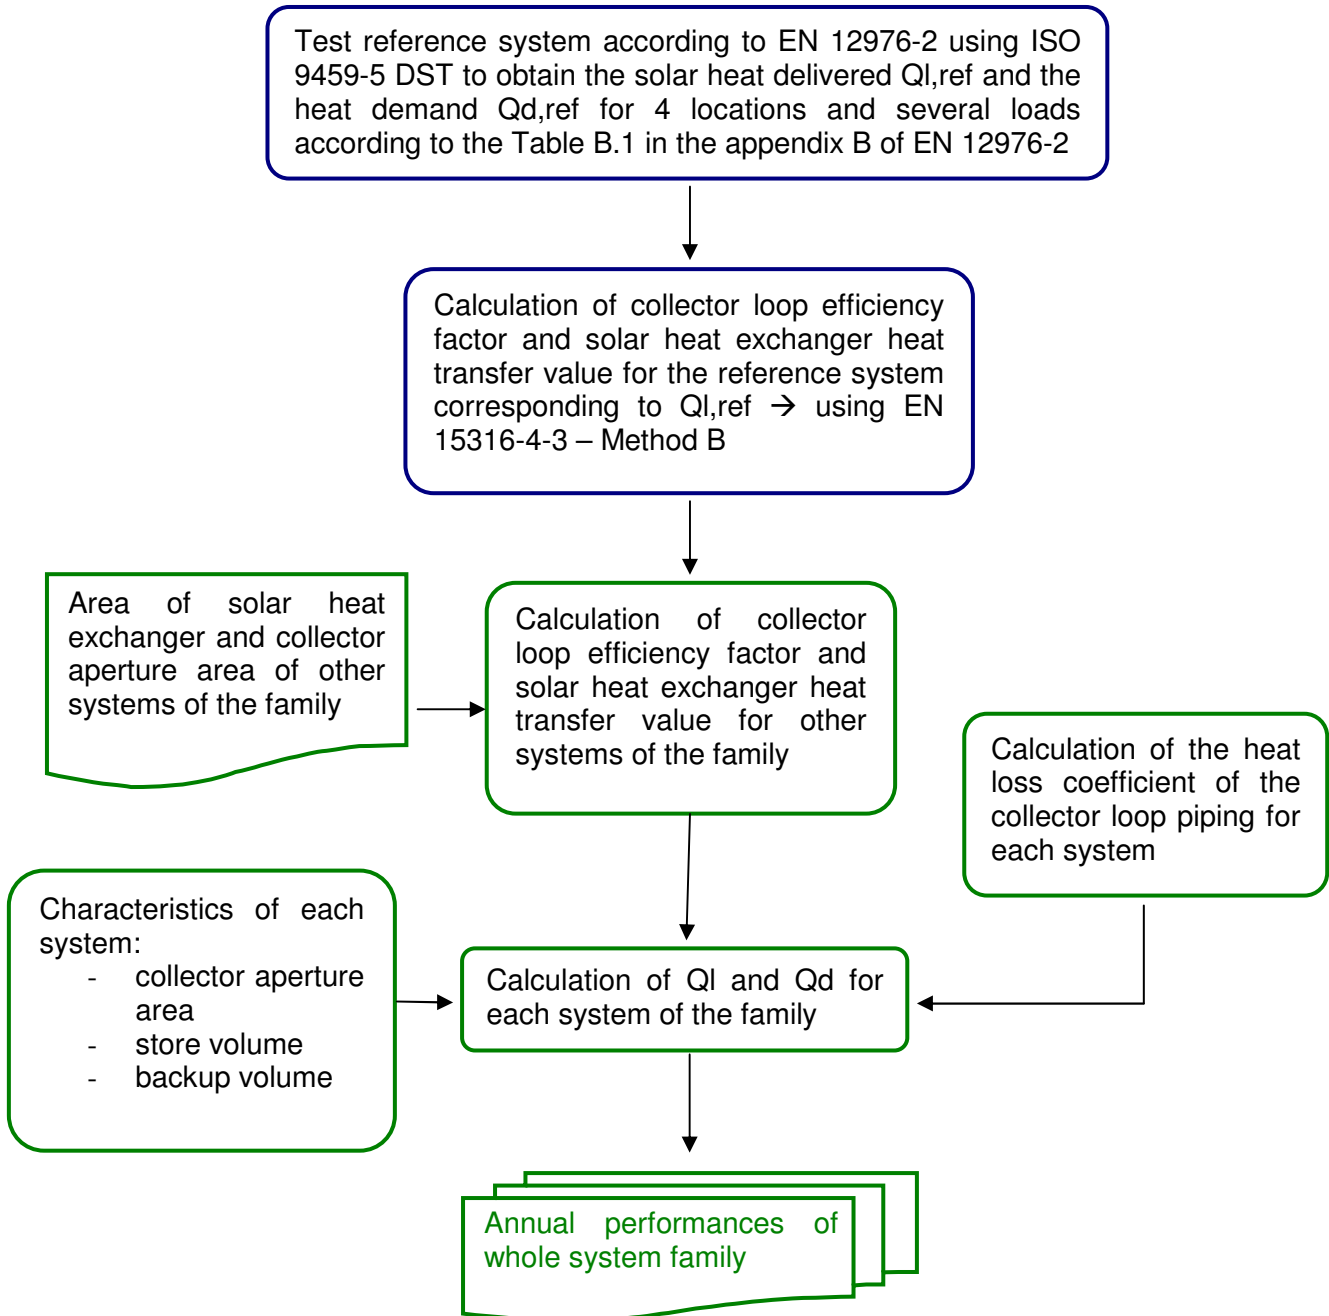 Test reference system according to EN 12976-2 using ISO
9459-5 DST to obtain the solar heat delivered Ql,ref and the
heat demand Qd,ref for 4 locations and several loads
according to the Table B.1 in the appendix B of EN 12976-2
Calculation of collector loop efficiency
factor and solar heat exchanger heat
transfer value for the reference system
corresponding to Ql,ref → using EN
15316-4-3 – Method B
Area of solar heat
exchanger and collector
aperture area of other
systems of the family
Calculation of collector
loop efficiency factor and
solar heat exchanger heat
transfer value for other
systems of the family
Calculation of the heat
loss coefficient of the
collector loop piping for
each system
Characteristics of each
system:
- collector aperture
area
- store volume
- backup volume
Calculation of Ql and Qd for
each system of the family
Annual performances of
whole system family